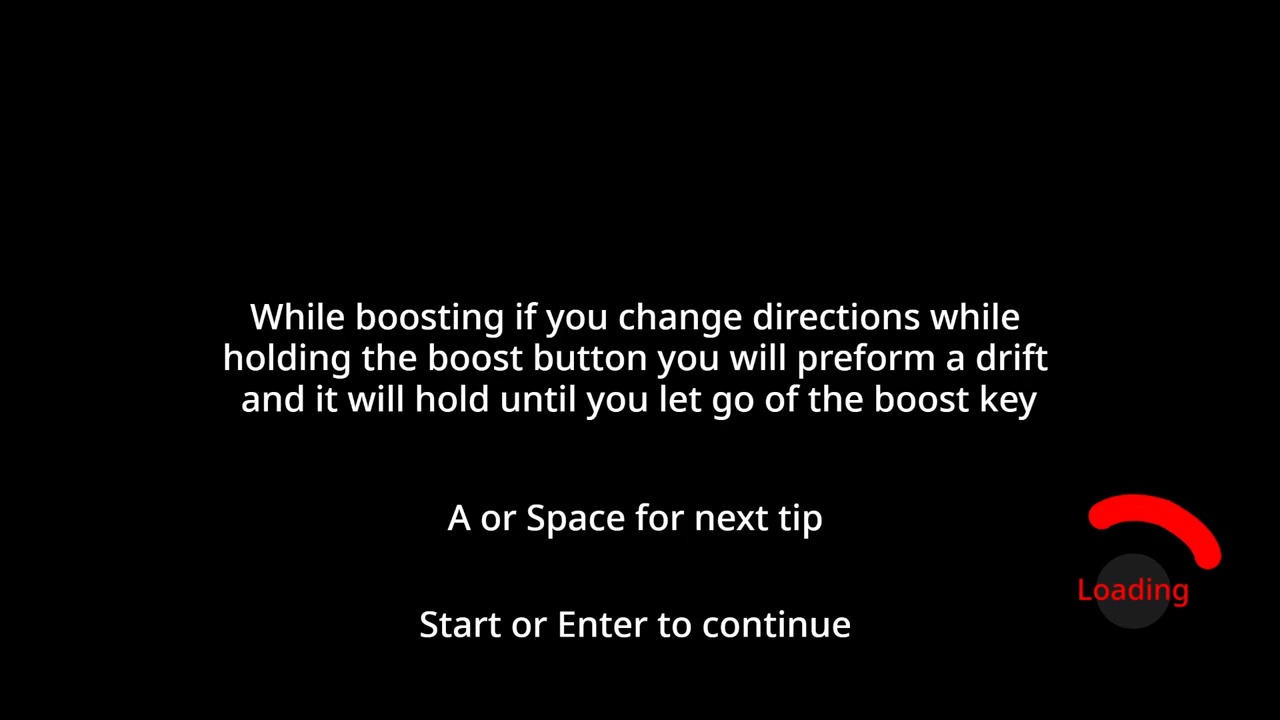 While boosting if you change directions while
holding the boost button you will preform a drift
and it will hold until you let go of the boost key
A or Space for next tip
Loading
Start or Enter to continue